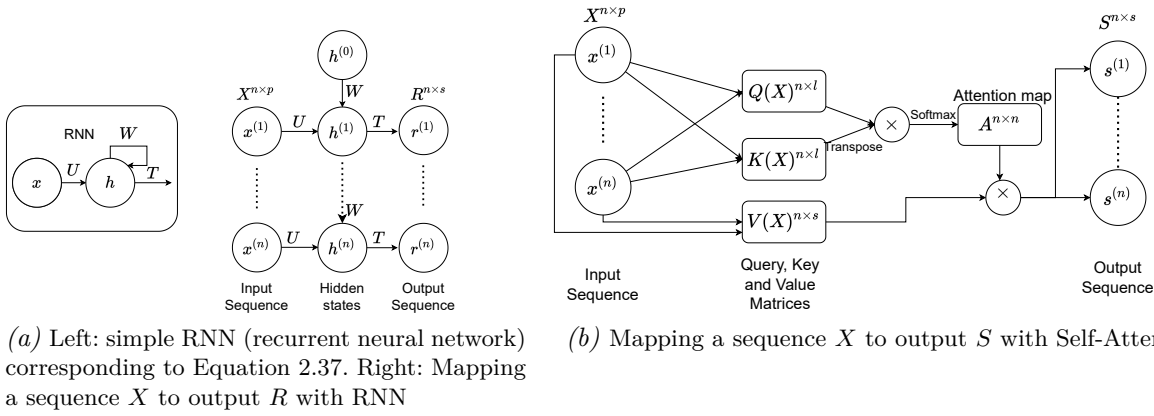 RNN
W
x
U
h
T
h^{(0)}
W
X^{n×p}
R^{n×s}
x^{(1)}
U
h^{(1)}
T
r^{(1)}
W
x^{(n)}
U
h^{(n)}
T
r^{(n)}
Input
Sequence
Hidden
states
Output
Sequence
(a) Left: simple RNN (recurrent neural network)
corresponding to Equation 2.37. Right: Mapping
a sequence X to output R with RNN
X^{n×p}
x^{(1)}
x^{(n)}
Q(X)^{n×l}
K(X)^{n×l}
V(X)^{n×s}
×
Transpose
Softmax
Attention map
A^{n×n}
×
S^{n×s}
s^{(1)}
s^{(n)}
Input
Sequence
Query, Key
and Value
Matrices
Output
Sequence
(b) Mapping a sequence X to output S with Self-Atte